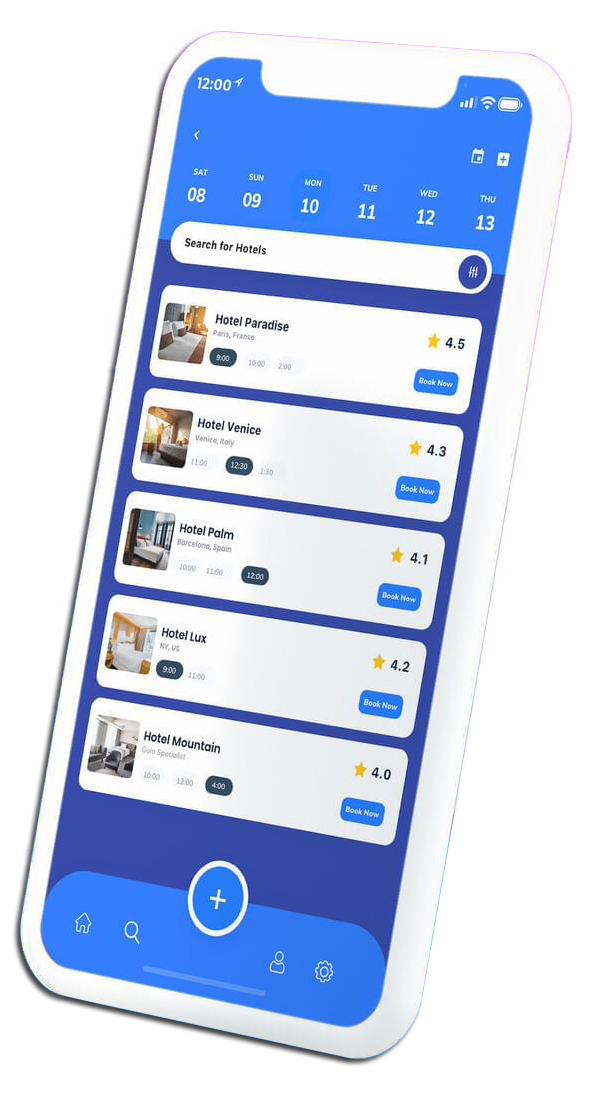 12:00
SAT SUN MON TUE WED THU
08 09 10 11 12 13
Search for Hotels
Hotel Paradise
Paris, France
4.5
9:00 10:00 2:00
Book Now
Hotel Venice
Venice, Italy
4.3
11:00 12:30 1:30
Book Now
Hotel Palm
Barcelona, Spain
4.1
10:00 11:00 12:00
Book Now
Hotel Lux
NY, US
4.2
9:00 11:00
Book Now
Hotel Mountain
Gum Specialist
4.0
10:00 12:00 4:00
Book Now